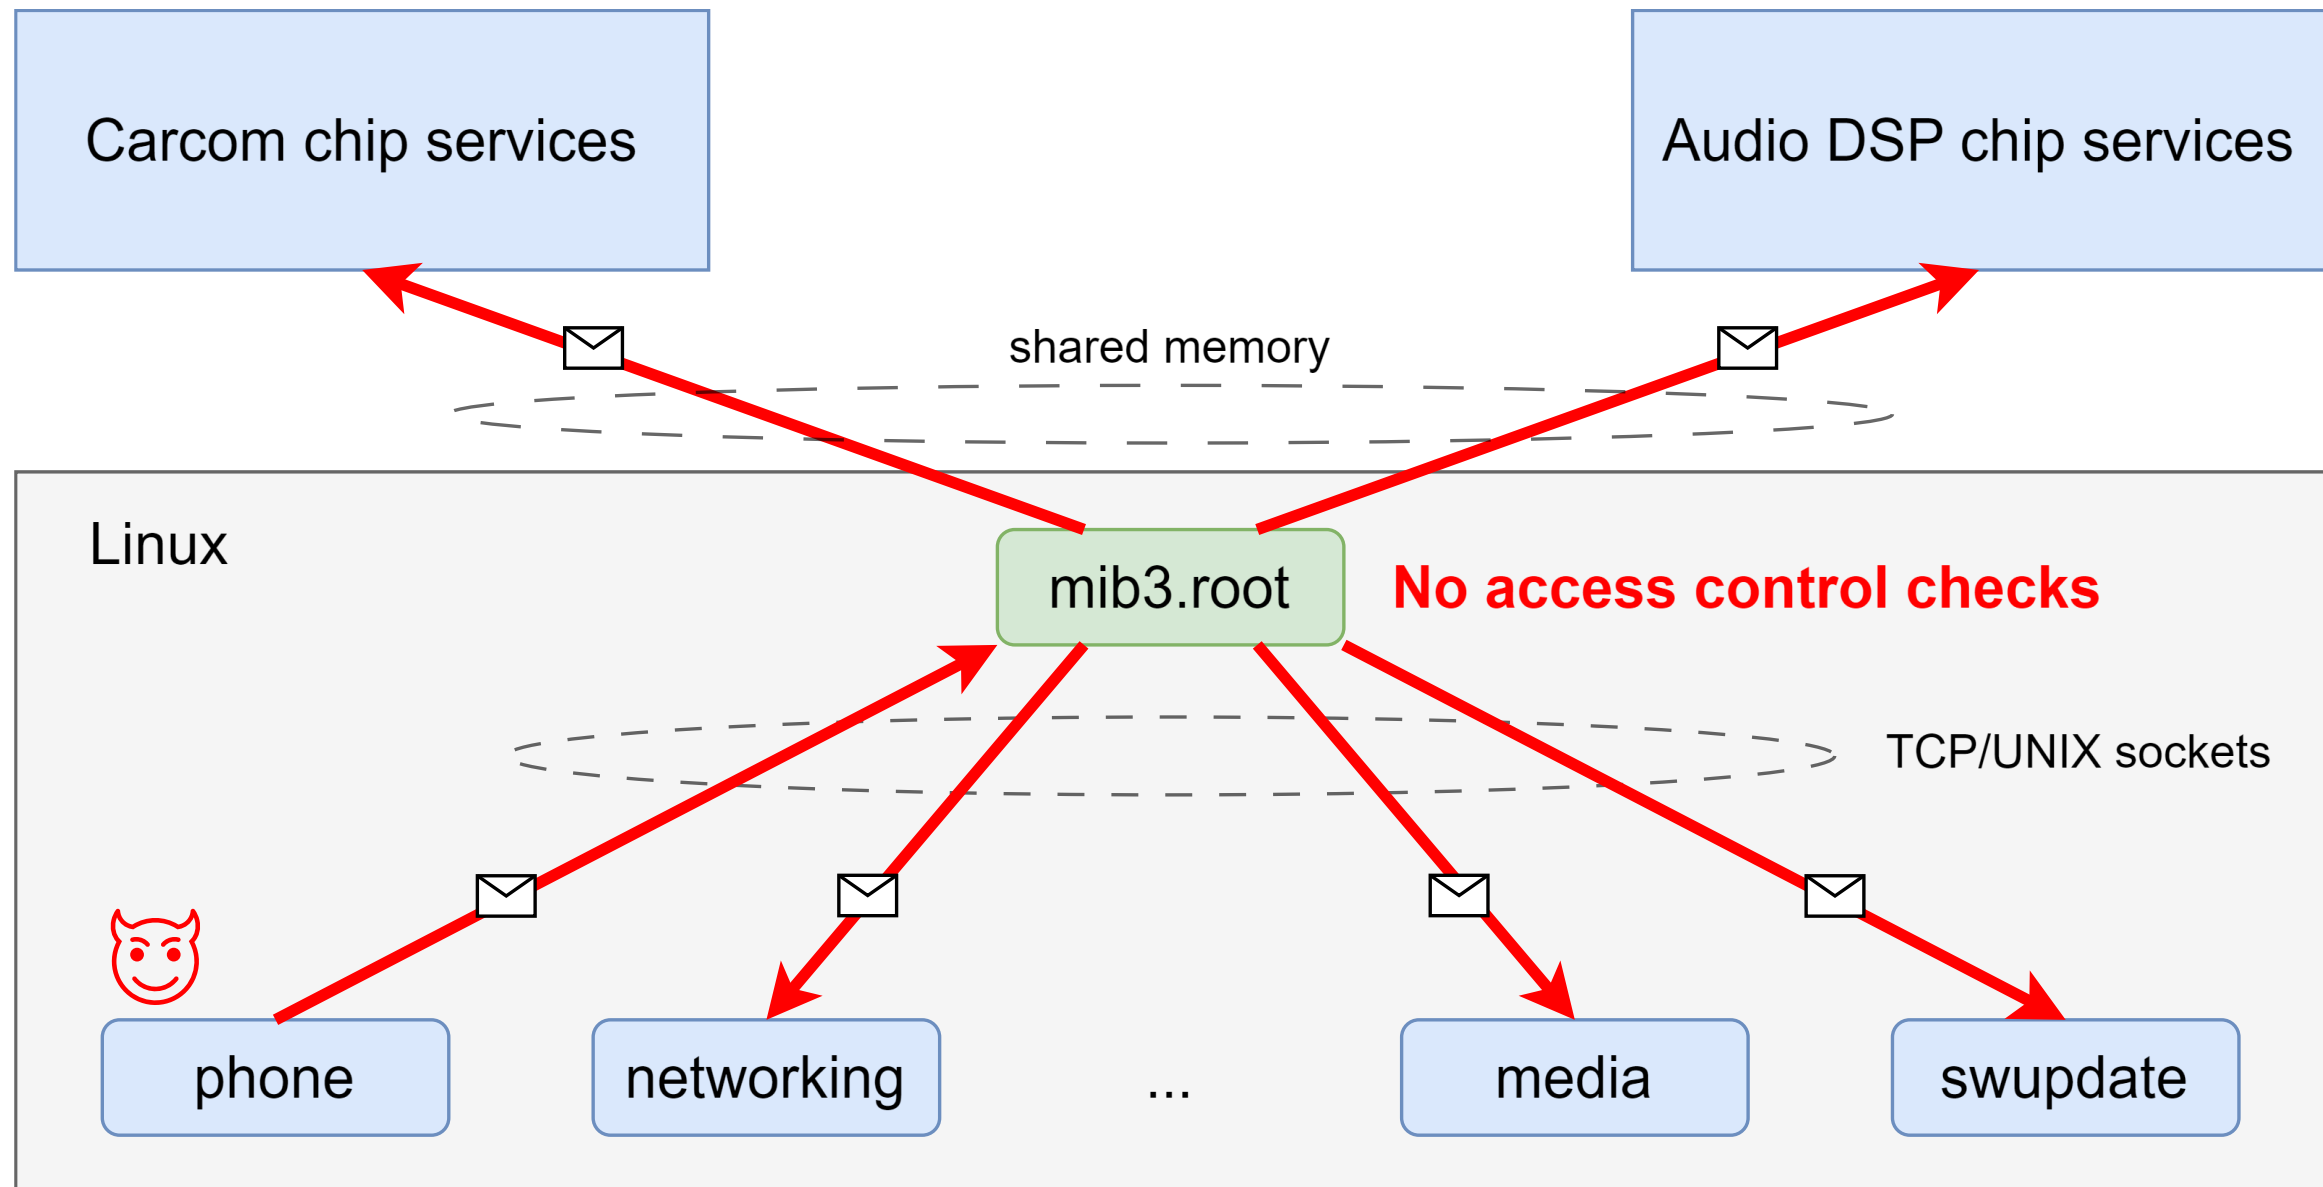 Carcom chip services
Audio DSP chip services
shared memory
Linux
mib3.root
No access control checks
TCP/UNIX sockets
phone
networking
...
media
swupdate